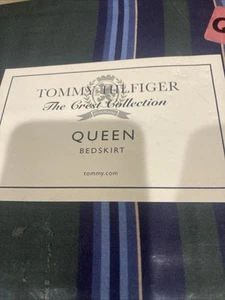 TOMMY HILFIGER
The Crest Collection
QUEEN
BEDSKIRT
tommy.com